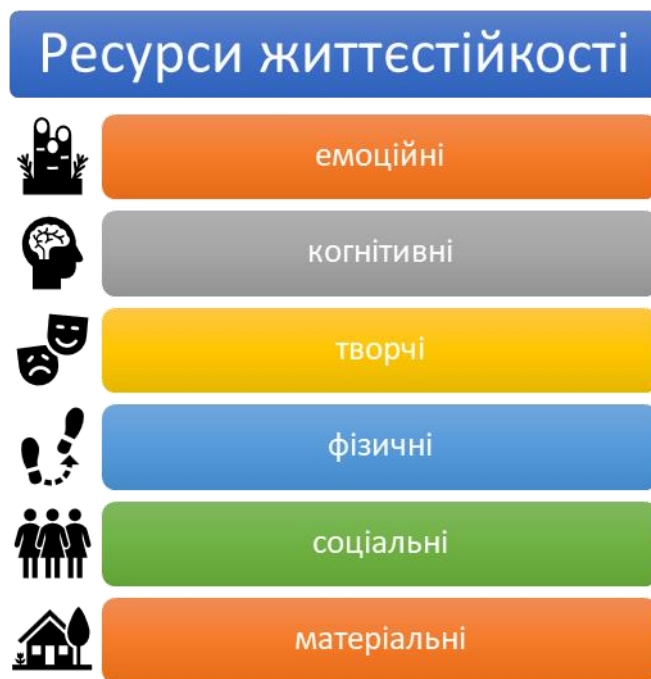 Ресурси життєстійкості
емоційні
когнітивні
творчі
фізичні
соціальні
матеріальні